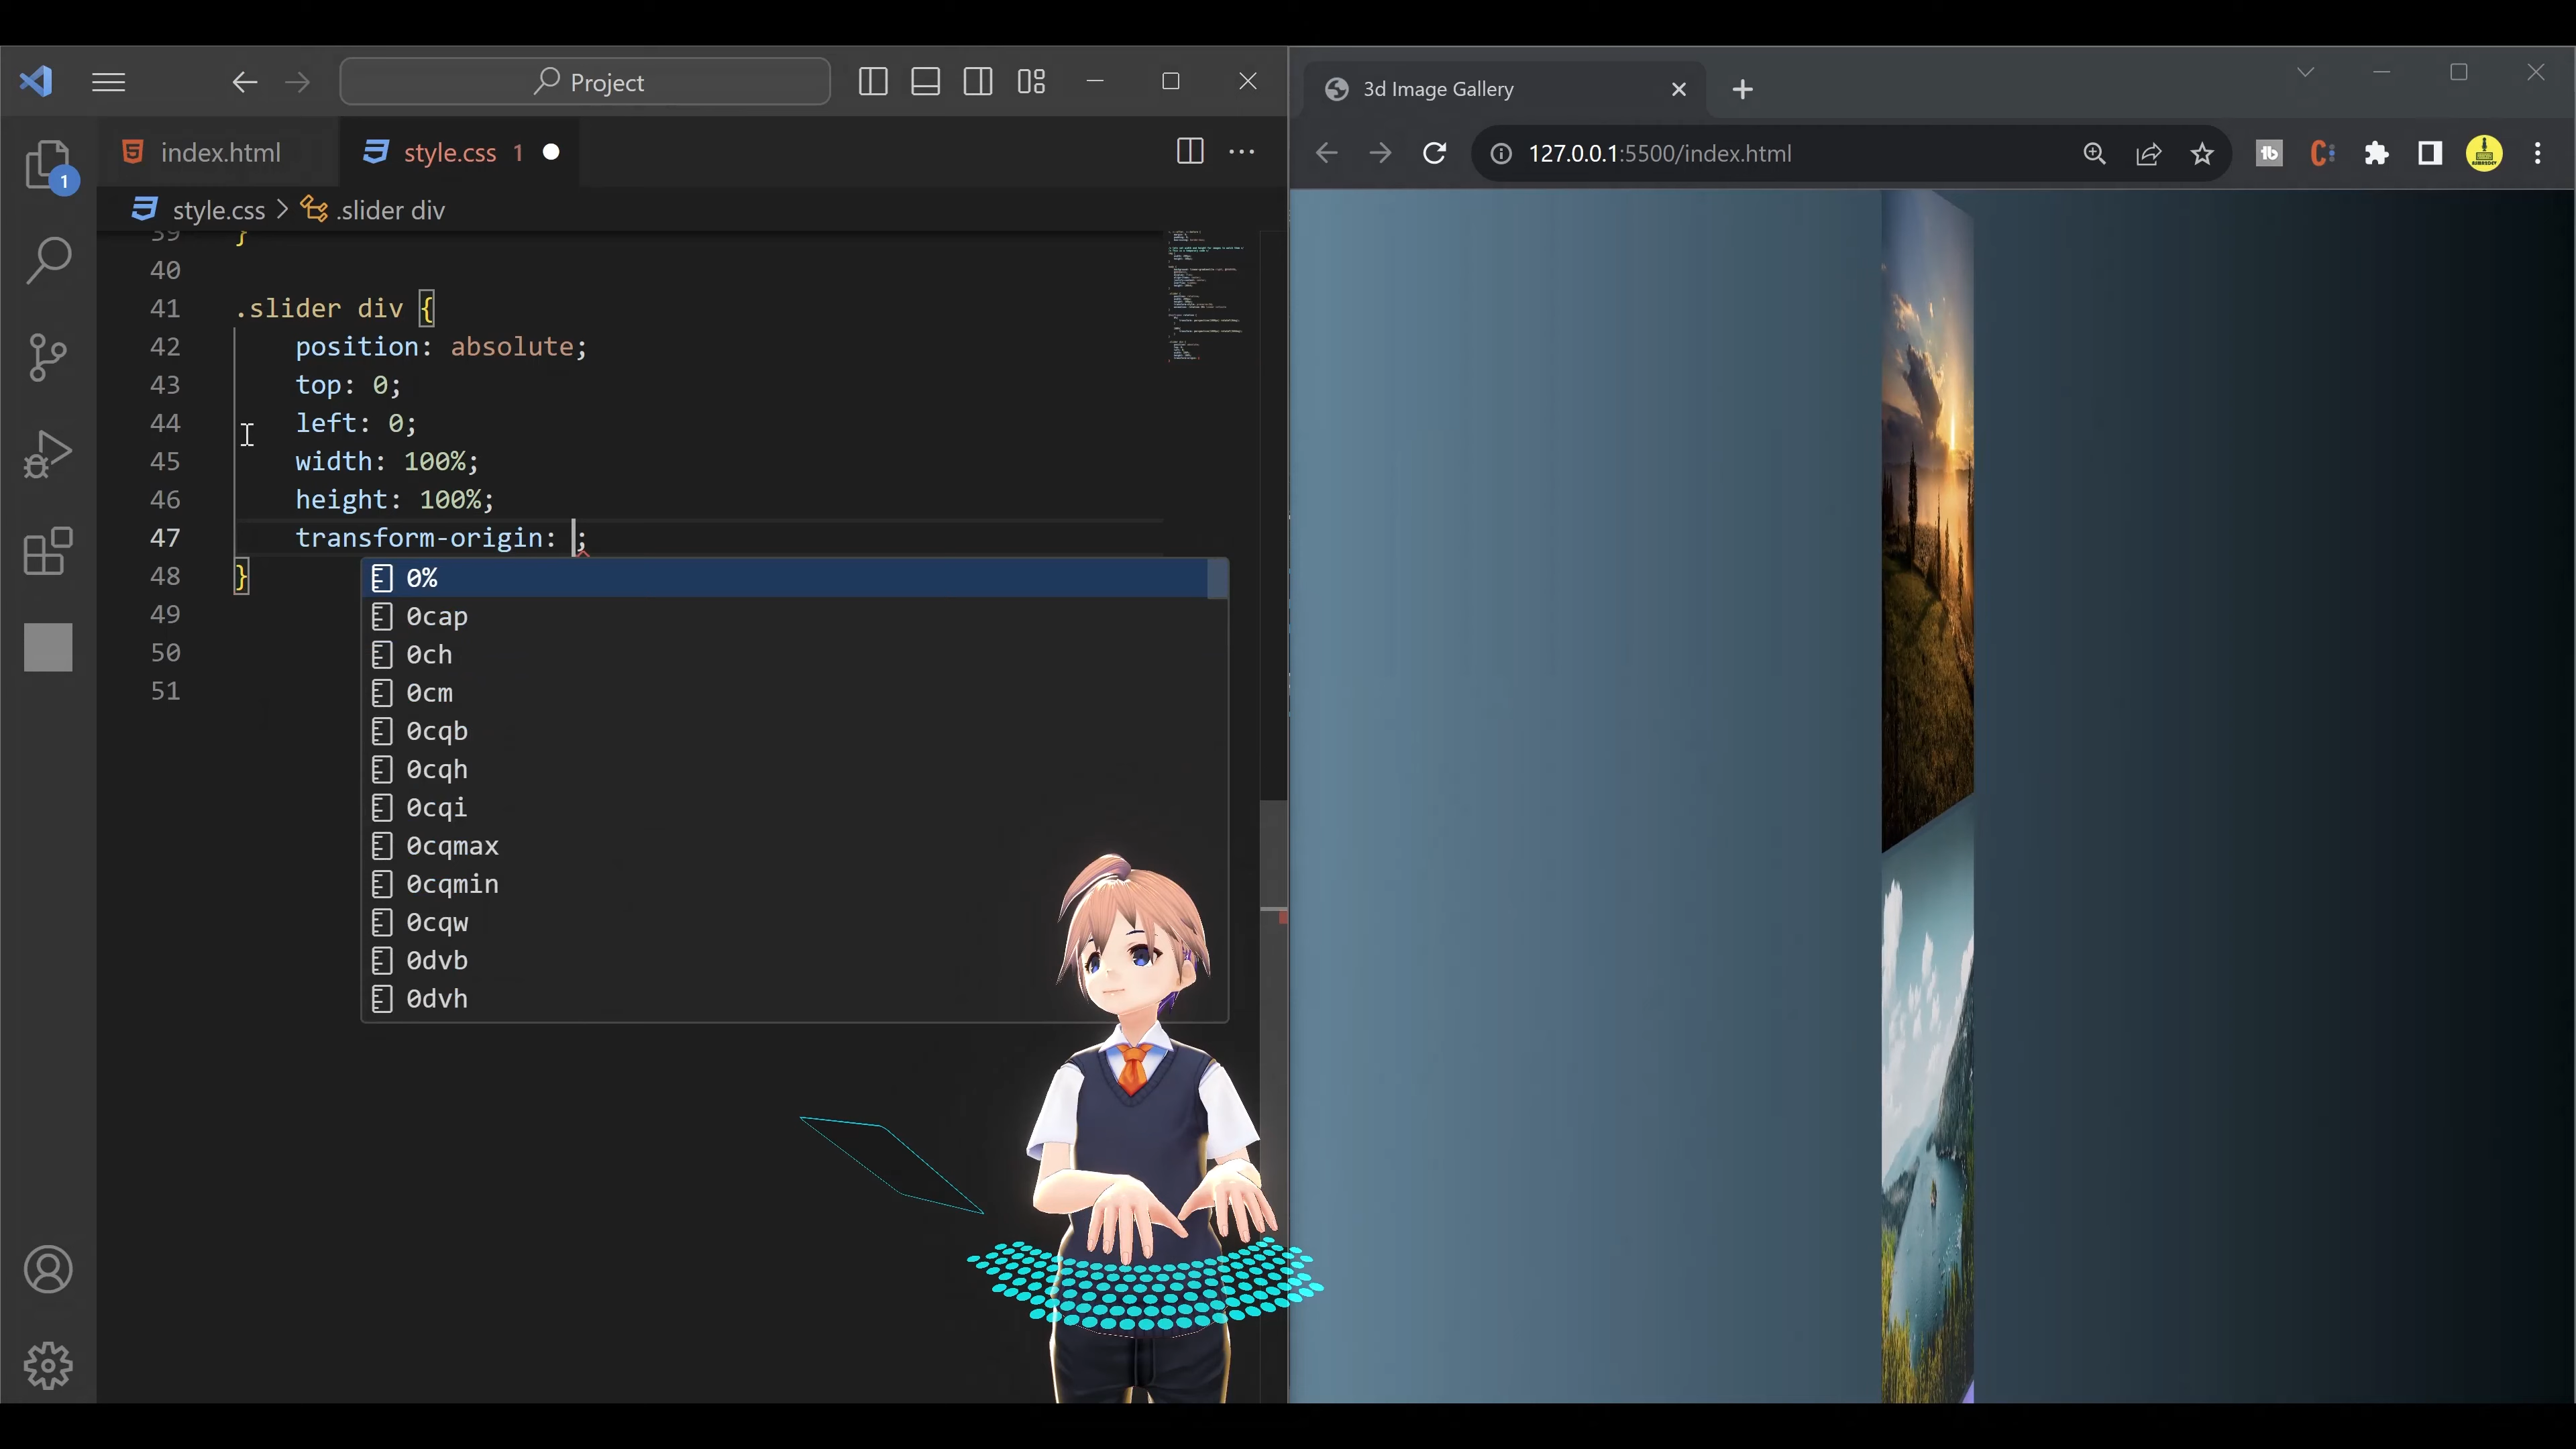 Project
index.html
style.css 1
1
style.css > .slider div
39 }
40
41 .slider div {
42 position: absolute;
43 top: 0;
44 left: 0;
45 width: 100%;
46 height: 100%;
47 transform-origin: ;
48 }
49
50
51
0%
0cap
0ch
0cm
0cqb
0cqh
0cqi
0cqmax
0cqmin
0cqw
0dvb
0dvh
3d Image Gallery
127.0.0.1:5500/index.html